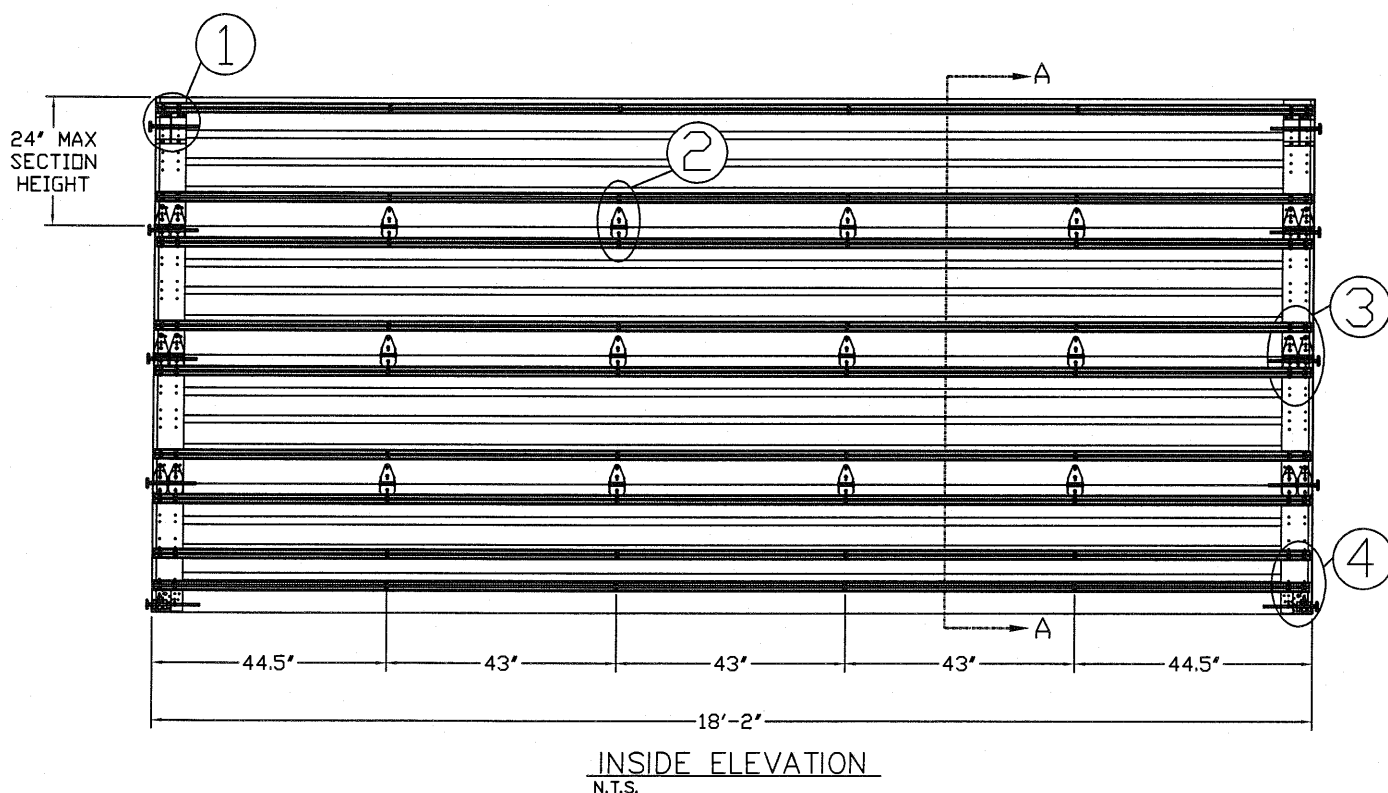 1
A
24" MAX
SECTION
HEIGHT
2
3
4
A
44.5"
43"
43"
43"
44.5"
18'-2"
INSIDE ELEVATION
N.T.S.